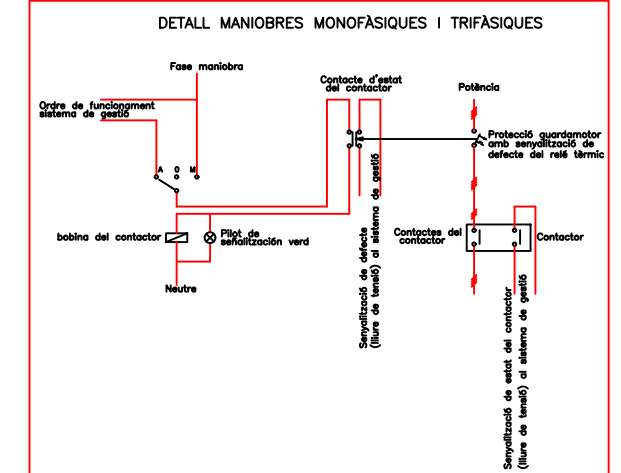 DETALL MANIOBRES MONOFÀSIQUES I TRIFÀSIQUES
Fase maniobra
Contacte d'estat
del contactor
Potència
Ordre de funcionament
sistema de gestió
Protecció guardamotor
amb senyalització de
defecte del relé tèrmic
A O M
bobina del contactor
Pilot de
señalització verd
Contactes del
contactor
Contactor
Neutre
Senyalització de defecte
(lliure de tensió) al sistema de gestió
Senyalització de estat del contactor
(lliure de tensió) al sistema de gestió